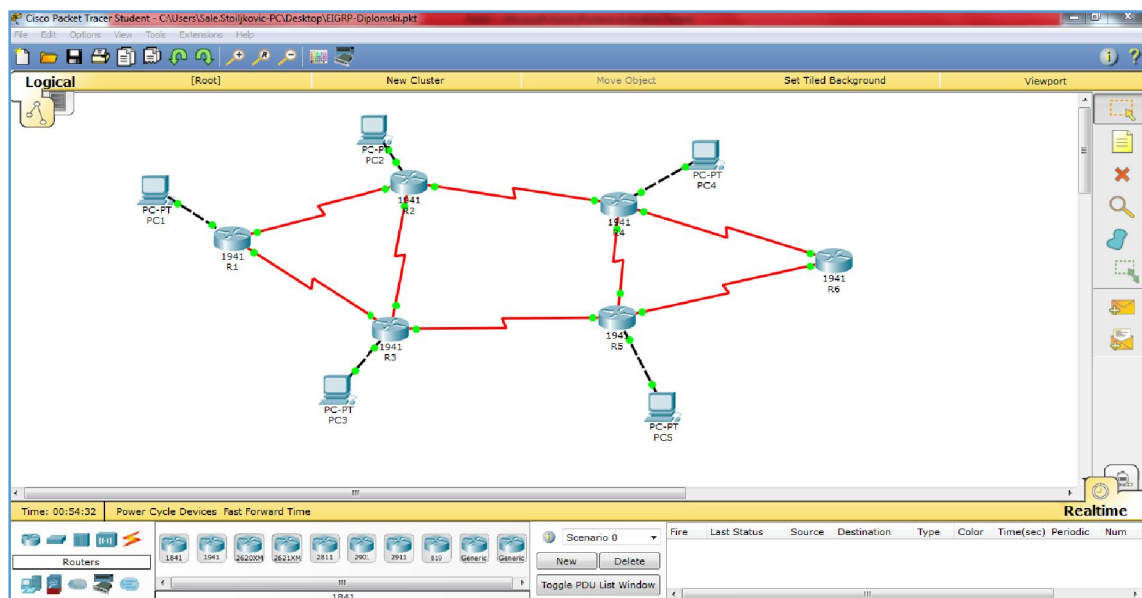 Cisco Packet Tracer Student - C:\Users\Sale.Stoiljkovic-PC\Desktop\EIGRP-Diplomski.pkt
File Edit Options View Tools Extensions Help
Logical [Root] New Cluster Move Object Set Tiled Background Viewport
PC-PT
PC2
PC-PT
PC4
PC-PT
PC1
1941
R2
1941
R4
1941
R1
1941
R6
1941
R3
1941
R5
PC-PT
PC3
PC-PT
PC5
Time: 00:54:32 Power Cycle Devices Fast Forward Time Realtime
Routers
1841 1941 2620XM 2621XM 2811 2901 2911 819 Generic Generic
1841
Scenario 0
New Delete
Toggle PDU List Window
Fire Last Status Source Destination Type Color Time(sec) Periodic Num